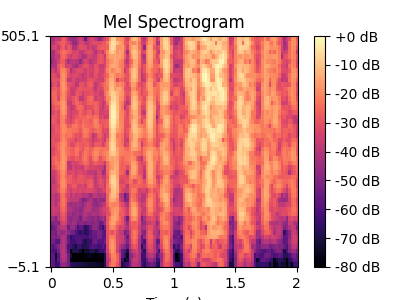 Mel Spectrogram
505.1
-5.1
0
0.5
1
1.5
2
+0 dB
-10 dB
-20 dB
-30 dB
-40 dB
-50 dB
-60 dB
-70 dB
-80 dB